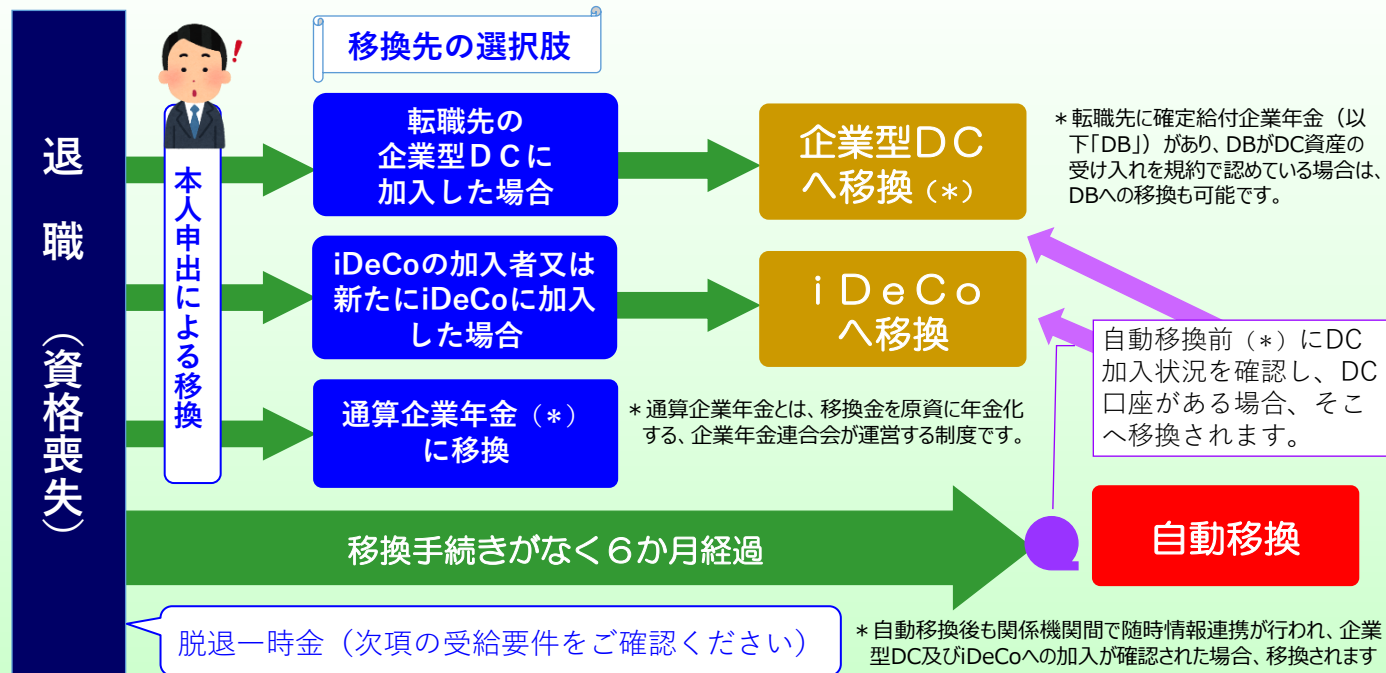 退職（資格喪失）
本人申出による移換
移換先の選択肢
転職先の
企業型ＤＣに
加入した場合
企業型ＤＣ
へ移換（＊）
＊転職先に確定給付企業年金（以
下「DB」）があり、DBがDC資産の
受け入れを規約で認めている場合は、
DBへの移換も可能です。
iDeCoの加入者又は
新たにiDeCoに加入
した場合
ｉＤｅＣｏ
へ移換
自動移換前（＊）にDC
加入状況を確認し、DC
口座がある場合、そこ
へ移換されます。
通算企業年金（＊）
に移換
＊通算企業年金とは、移換金を原資に年金化
する、企業年金連合会が運営する制度です。
移換手続きがなく６か月経過
自動移換
脱退一時金（次項の受給要件をご確認ください）
＊自動移換後も関係機関間で随時情報連携が行われ、企業
型DC及びiDeCoへの加入が確認された場合、移換されます